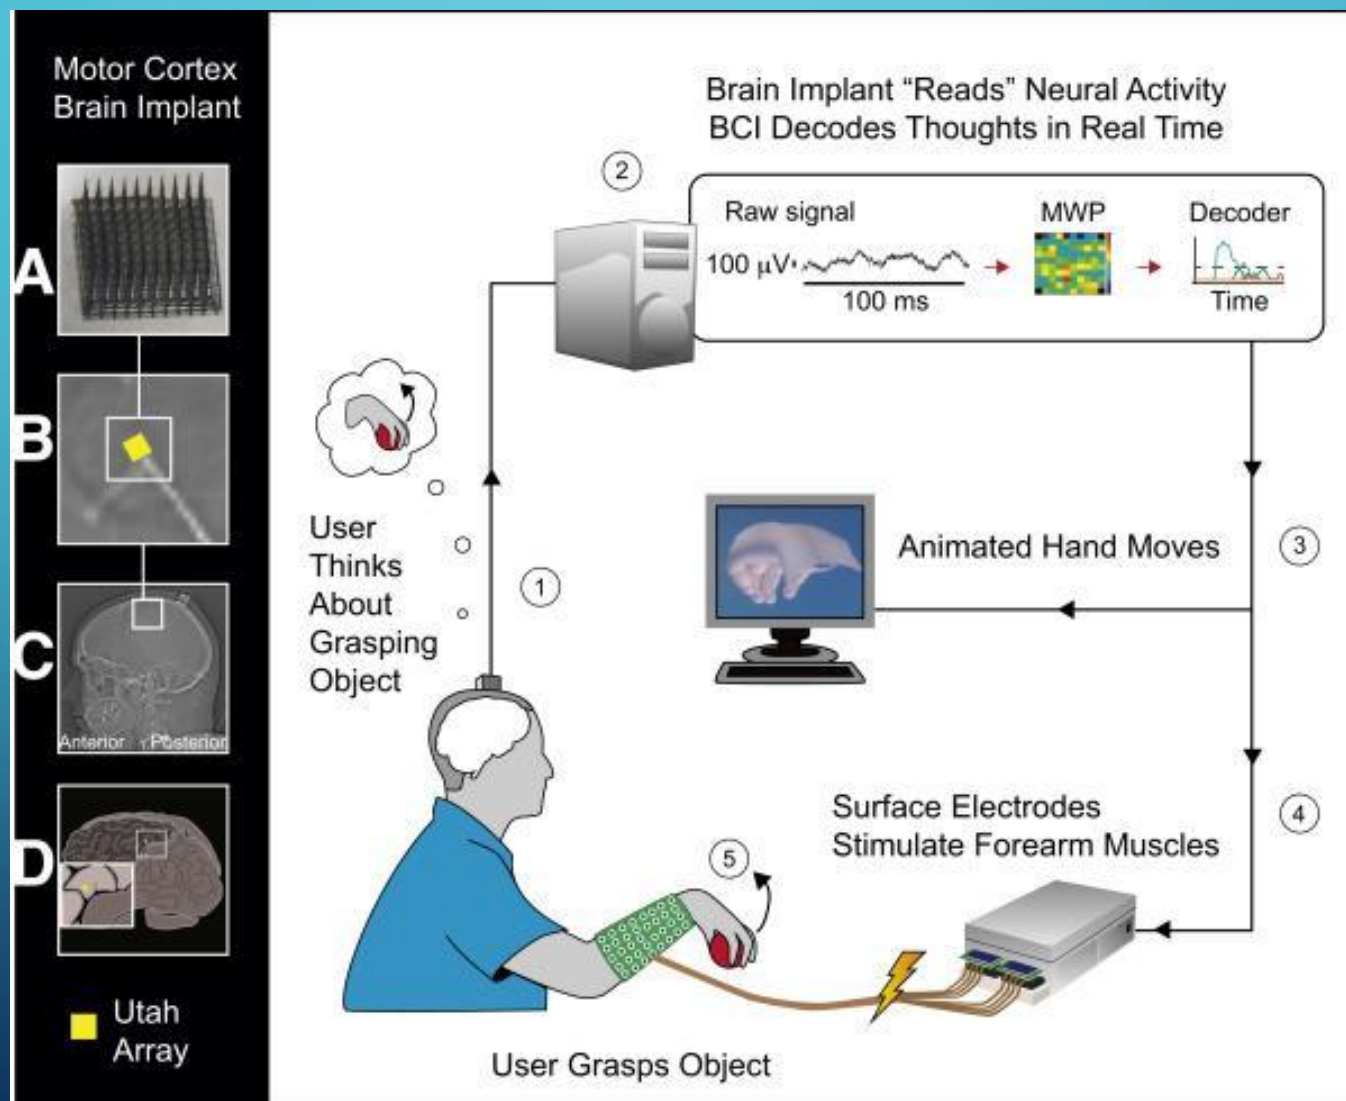 Motor Cortex
Brain Implant
A
B
C
Anterior
Posterior
D
Utah
Array
Brain Implant “Reads” Neural Activity
BCI Decodes Thoughts in Real Time
2
Raw signal
MWP
Decoder
100 μV
100 ms
Time
User
Thinks
About
Grasping
Object
1
Animated Hand Moves
3
Surface Electrodes
Stimulate Forearm Muscles
4
5
User Grasps Object